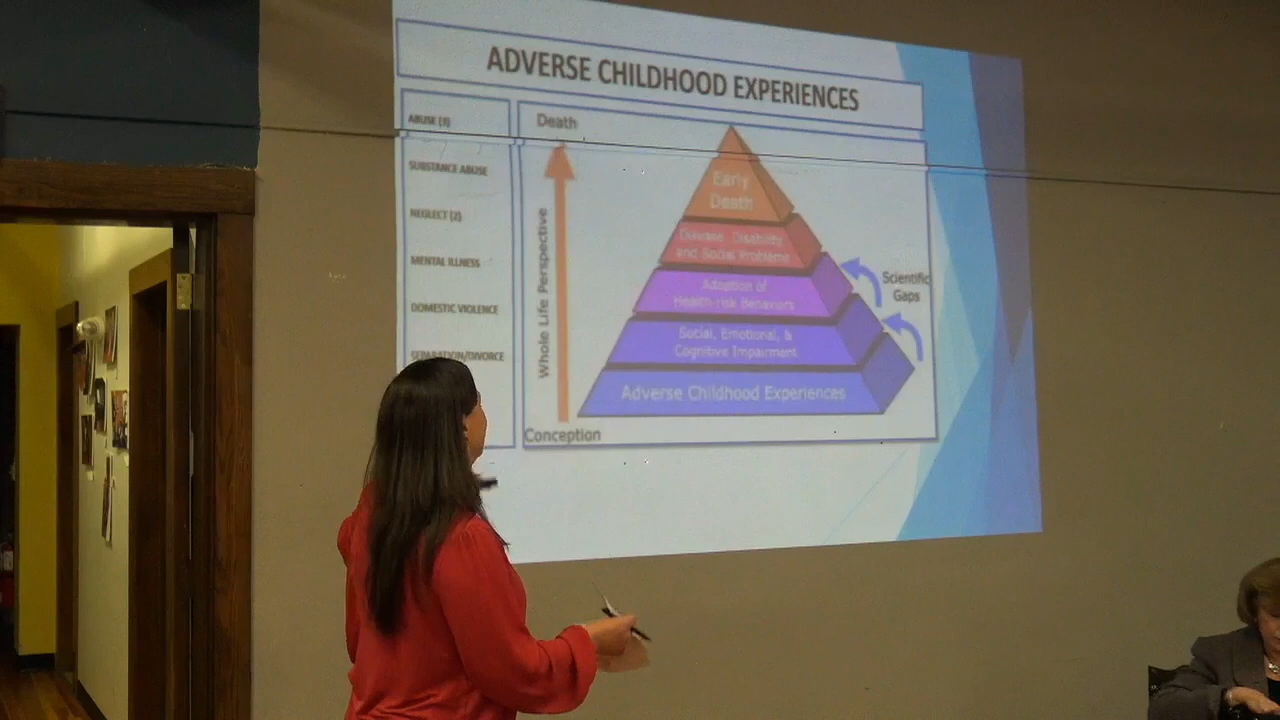 ADVERSE CHILDHOOD EXPERIENCES
ABUSE (3)
SUBSTANCE ABUSE
NEGLECT (2)
MENTAL ILLNESS
DOMESTIC VIOLENCE
SEPARATION/DIVORCE
Death
Whole Life Perspective
Conception
Early
Death
Disease, Disability
and Social Problems
Adoption of
Health-risk Behaviors
Social, Emotional, &
Cognitive Impairment
Adverse Childhood Experiences
Scientific
Gaps